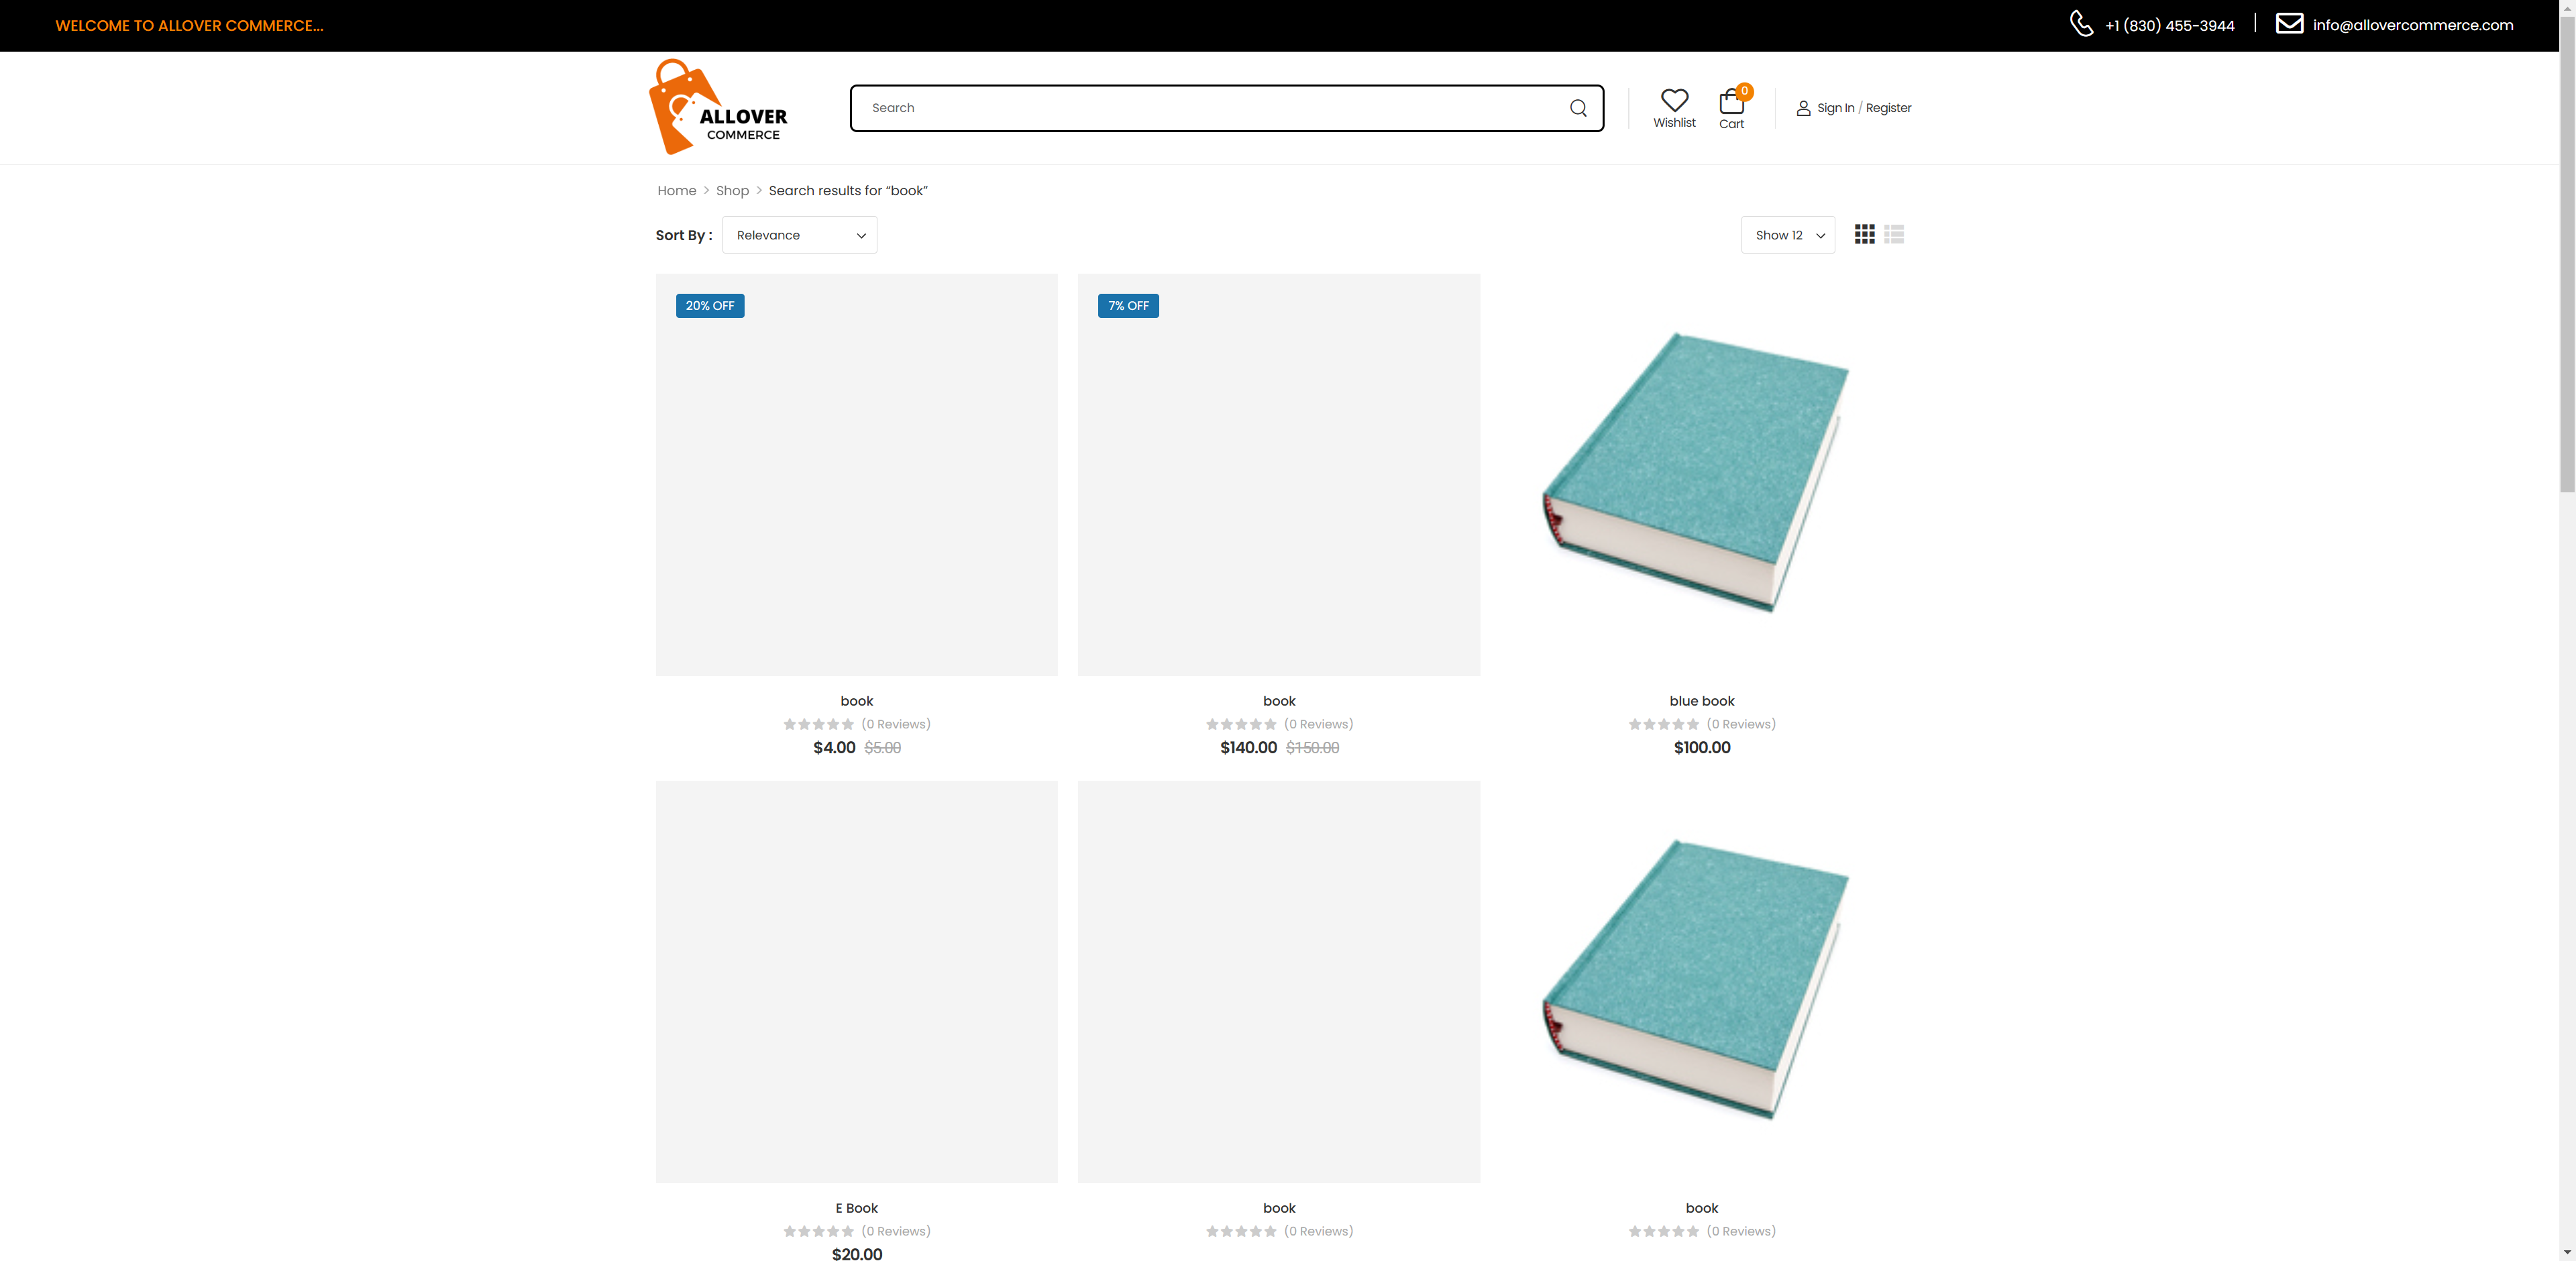 WELCOME TO ALLOVER COMMERCE...
+1 (830) 455-3944
info@allovercommerce.com
ALLOVER
COMMERCE
Search
Wishlist
0
Cart
Sign In / Register
Home > Shop > Search results for “book”
Sort By : Relevance
Show 12
20% OFF
7% OFF
book
(0 Reviews)
$4.00 $5.00
book
(0 Reviews)
$140.00 $150.00
blue book
(0 Reviews)
$100.00
E Book
(0 Reviews)
$20.00
book
(0 Reviews)
book
(0 Reviews)